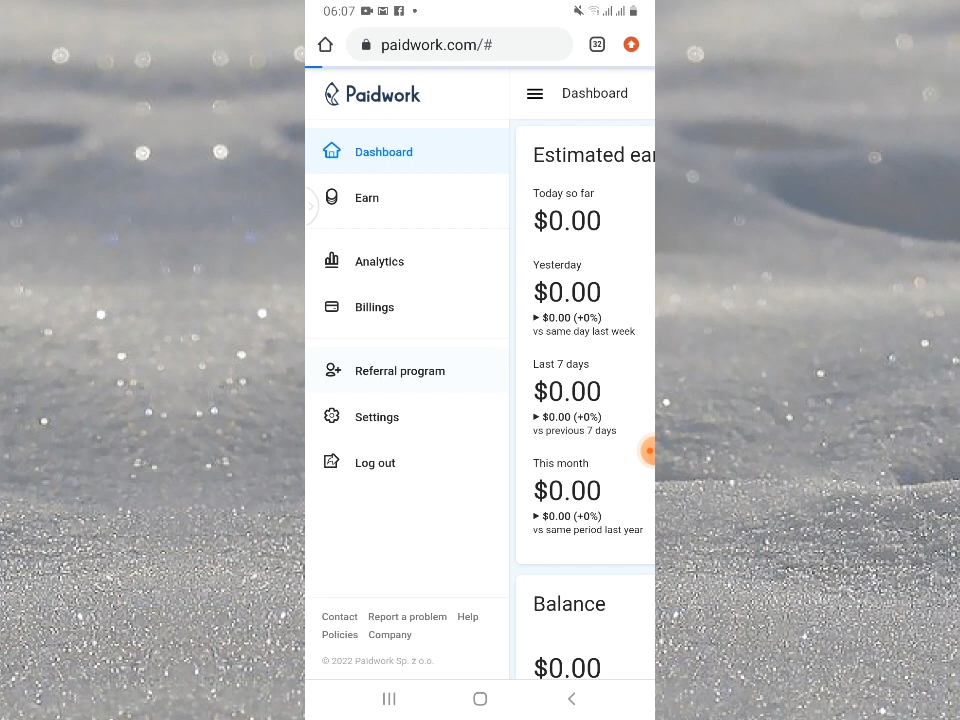 06:07
paidwork.com/#
32
Paidwork
Dashboard
Dashboard
Earn
Analytics
Billings
Referral program
Settings
Log out
Contact Report a problem Help
Policies Company
© 2022 Paidwork Sp. z o.o.
Estimated ear
Today so far
$0.00
Yesterday
$0.00
$0.00 (+0%)
vs same day last week
Last 7 days
$0.00
$0.00 (+0%)
vs previous 7 days
This month
$0.00
$0.00 (+0%)
vs same period last year
Balance
$0.00